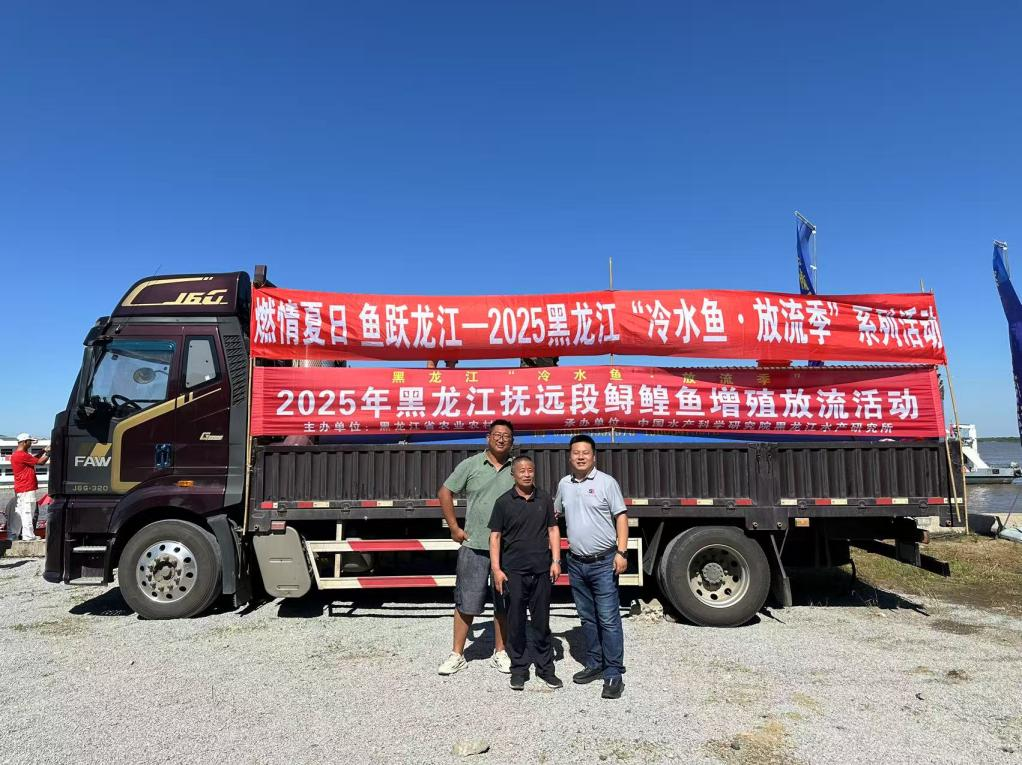 J6G
燃情夏日 鱼跃龙江—2025黑龙江“冷水鱼·放流季”系列活动
黑龙江“冷水鱼·放流季”
2025年黑龙江抚远段鲟鳇鱼增殖放流活动
主办单位：黑龙江省农业农村
承办单位：中国水产科学研究院黑龙江水产研究所
FAW
J6G·320